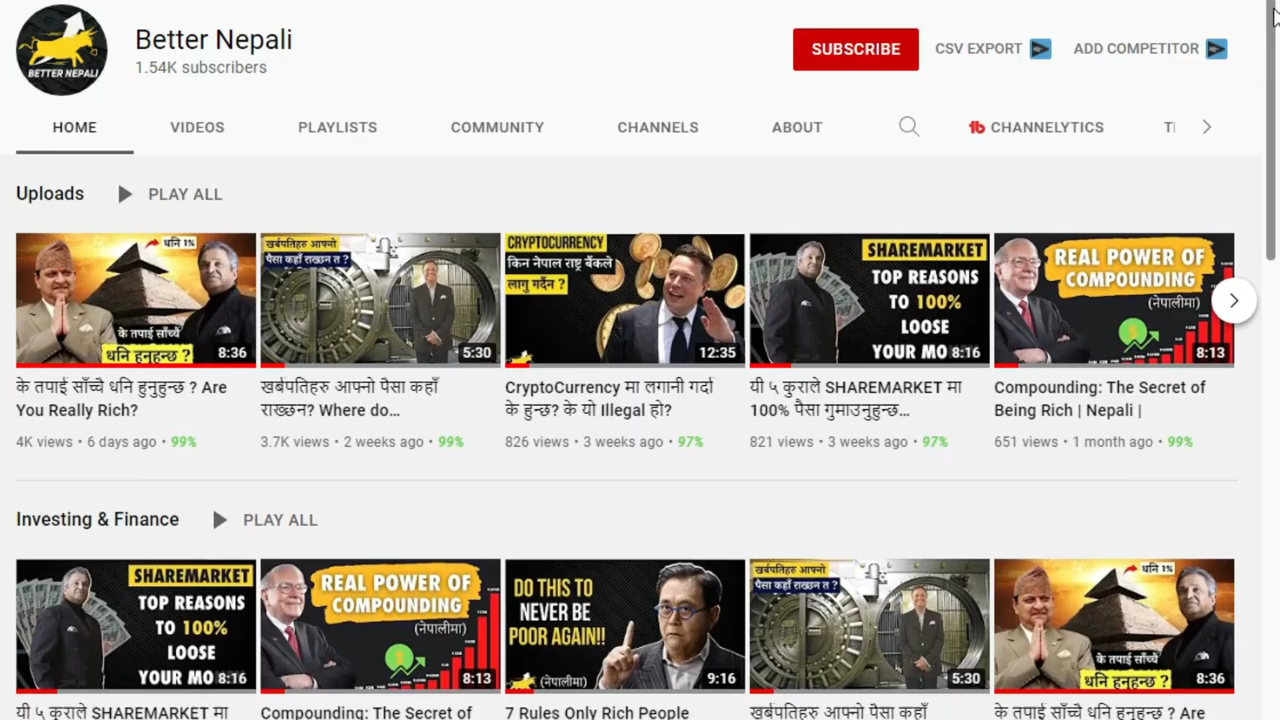 Better Nepali
1.54K subscribers
SUBSCRIBE
CSV EXPORT
ADD COMPETITOR
BETTER NEPALI
HOME
VIDEOS
PLAYLISTS
COMMUNITY
CHANNELS
ABOUT
CHANNELYTICS
Uploads
PLAY ALL
धनि 1%
के तपाई साँच्चै
धनि हुनुहुन्छ ?
8:36
खर्बपतिहरु आफ्नो
पैसा कहाँ राख्छन त ?
5:30
CRYPTOCURRENCY
किन नेपाल राष्ट्र बैंकले
लागु गर्दैन ?
12:35
SHAREMARKET
TOP REASONS
TO 100%
LOOSE
YOUR MO
8:16
REAL POWER OF
COMPOUNDING
(नेपालीमा)
8:13
के तपाई साँच्चै धनि हुनुहुन्छ ? Are
You Really Rich?
4K views • 6 days ago • 99%
खर्बपतिहरु आफ्नो पैसा कहाँ
राख्छन? Where do...
3.7K views • 2 weeks ago • 99%
CryptoCurrency मा लगानी गर्दा
के हुन्छ? के यो Illegal हो?
826 views • 3 weeks ago • 97%
यी ५ कुराले SHAREMARKET मा
100% पैसा गुमाउनुहुन्छ...
821 views • 3 weeks ago • 97%
Compounding: The Secret of
Being Rich | Nepali |
651 views • 1 month ago • 99%
Investing & Finance
PLAY ALL
SHAREMARKET
TOP REASONS
TO 100%
LOOSE
YOUR MO
8:16
REAL POWER OF
COMPOUNDING
(नेपालीमा)
8:13
DO THIS TO
NEVER BE
POOR AGAIN!!
(नेपालीमा)
9:16
खर्बपतिहरु आफ्नो
पैसा कहाँ राख्छन त ?
5:30
धनि 1%
के तपाई साँच्चै
धनि हुनुहुन्छ ?
8:36
यी ५ कुराले SHAREMARKET मा
Compounding: The Secret of
7 Rules Only Rich People
खर्बपतिहरु आफ्नो पैसा कहाँ
के तपाई साँच्चै धनि हुनुहुन्छ ? Are